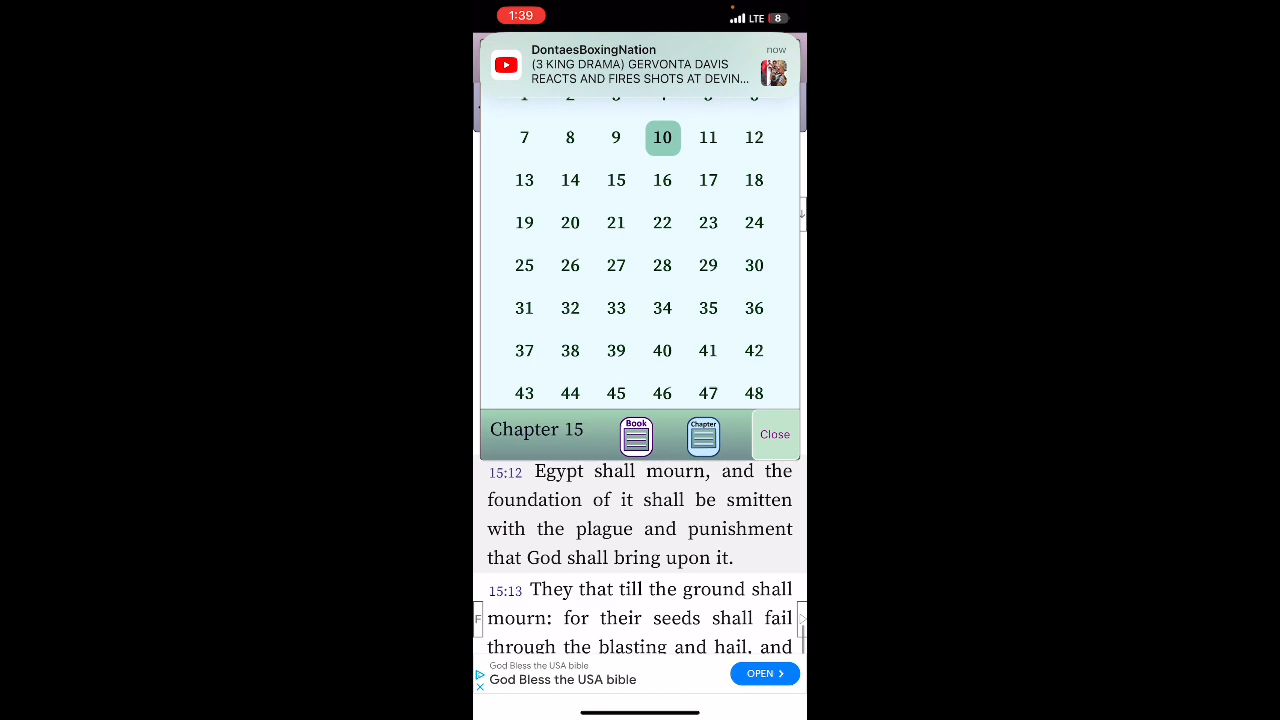 1:39
LTE 8
DontaesBoxingNation
now
(3 KING DRAMA) GERVONTA DAVIS
REACTS AND FIRES SHOTS AT DEVIN...
1 2 3 4 5 6
7 8 9 10 11 12
13 14 15 16 17 18
19 20 21 22 23 24
25 26 27 28 29 30
31 32 33 34 35 36
37 38 39 40 41 42
43 44 45 46 47 48
Chapter 15
Book
Chapter
Close
15:12 Egypt shall mourn, and the
foundation of it shall be smitten
with the plague and punishment
that God shall bring upon it.
15:13 They that till the ground shall
F
mourn: for their seeds shall fail
through the blasting and hail, and
God Bless the USA bible
God Bless the USA bible
OPEN